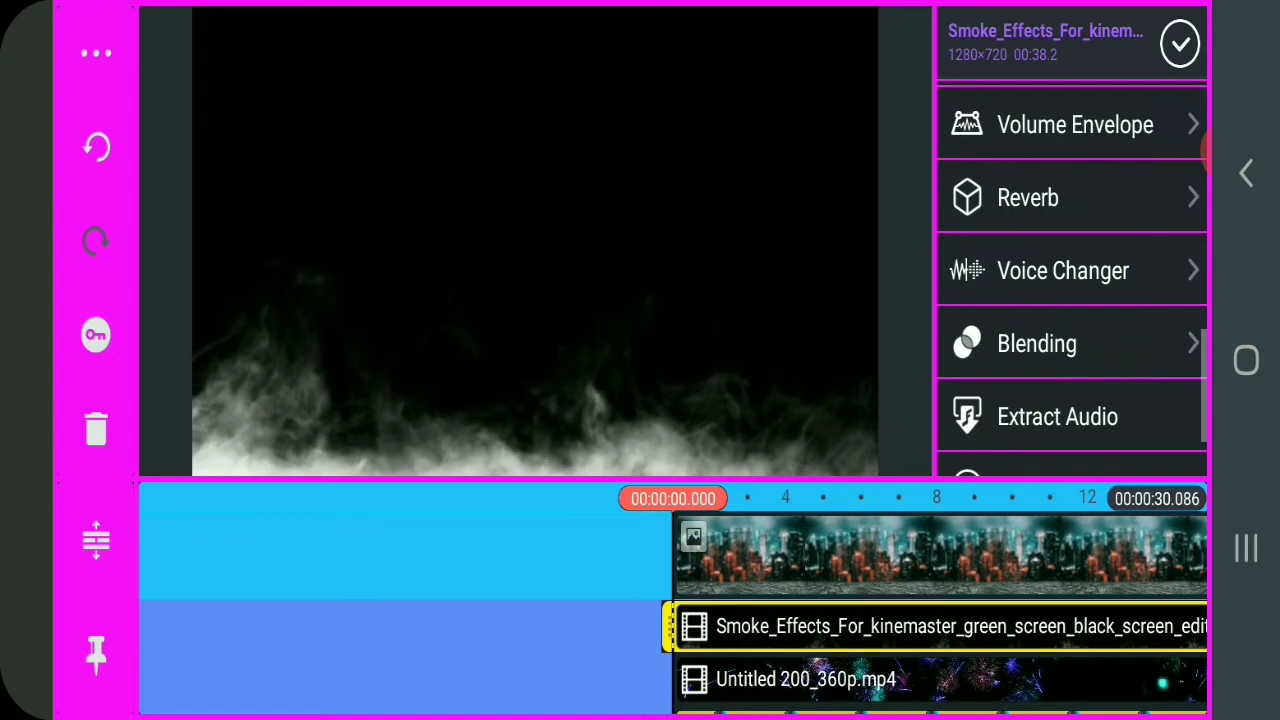 Smoke_Effects_For_kinem...
1280×720 00:38.2
Volume Envelope
Reverb
Voice Changer
Blending
Extract Audio
00:00:00.000 4 8 12 00:00:30.086
Smoke_Effects_For_kinemaster_green_screen_black_screen_edit
Untitled 200_360p.mp4